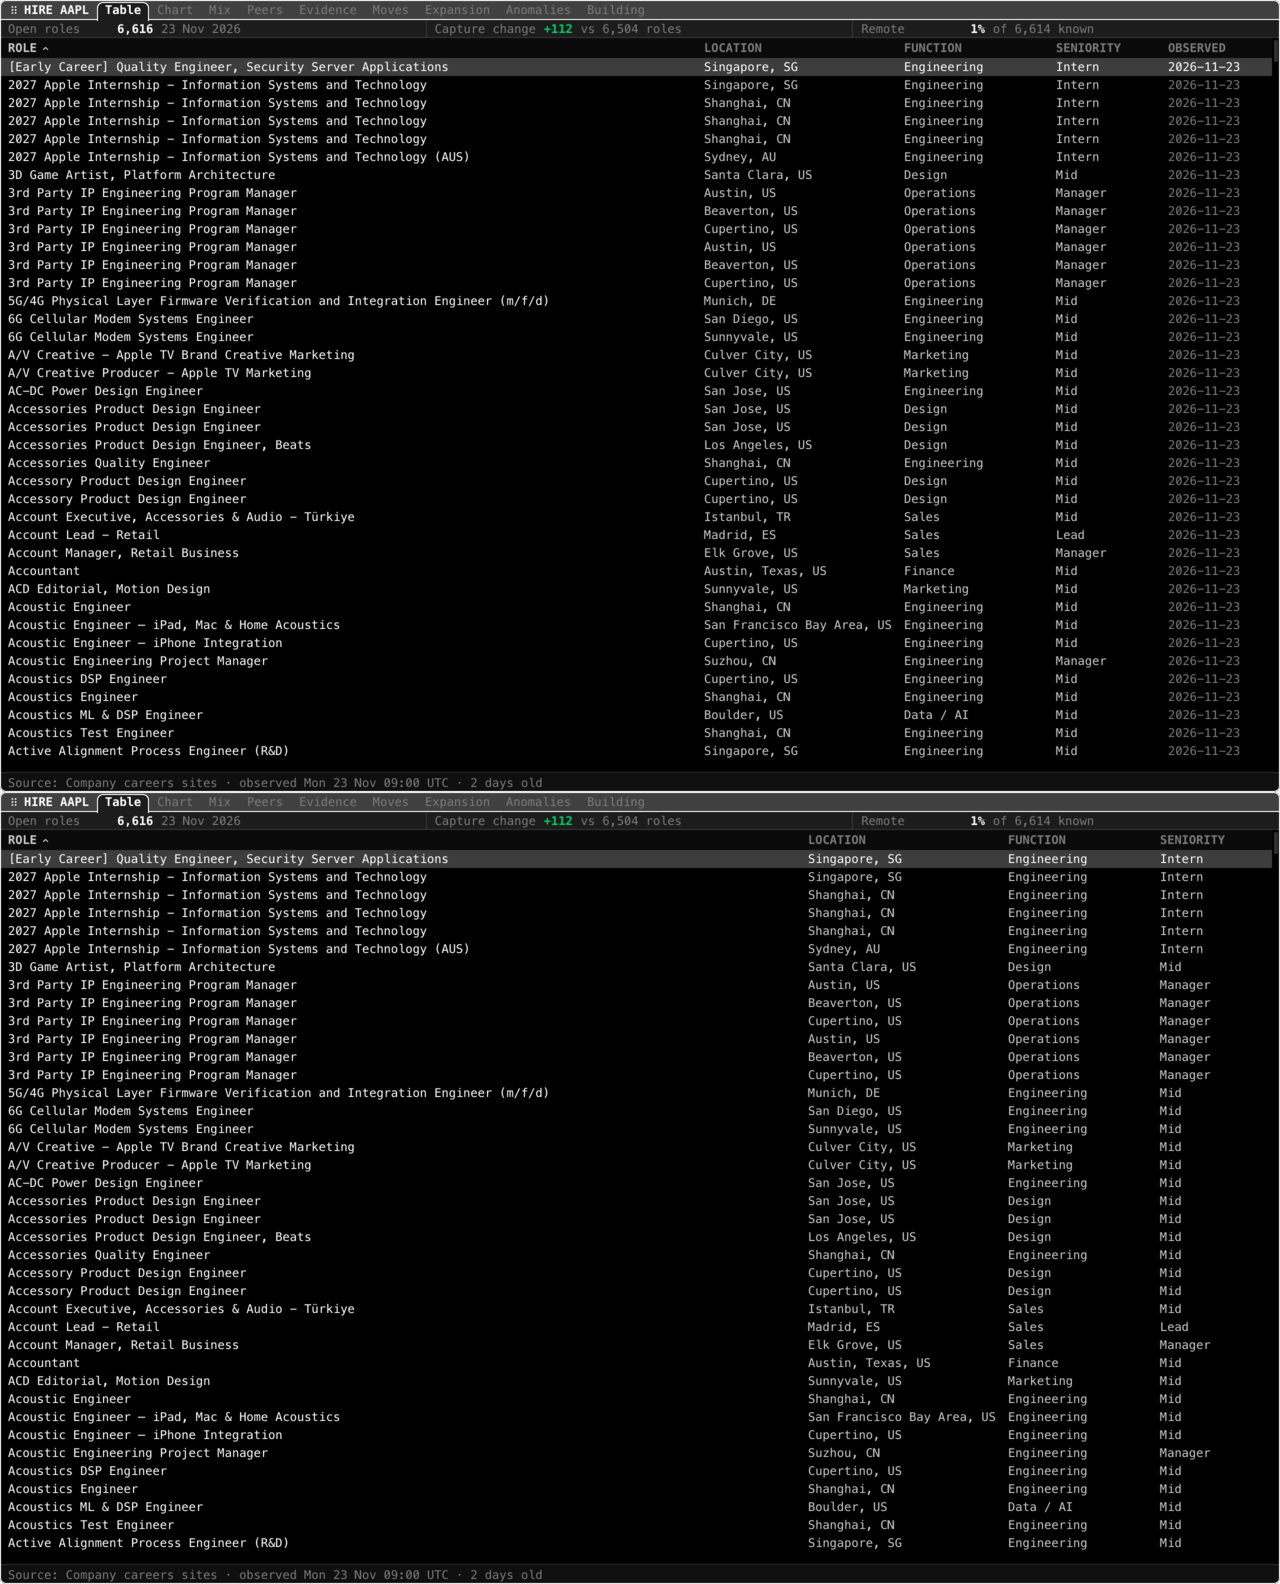 ⠿ HIRE AAPL Table Chart Mix Peers Evidence Moves Expansion Anomalies Building
Open roles 6,616 23 Nov 2026 Capture change +112 vs 6,504 roles Remote 1% of 6,614 known
ROLE ^ LOCATION FUNCTION SENIORITY OBSERVED
[Early Career] Quality Engineer, Security Server Applications Singapore, SG Engineering Intern 2026-11-23
2027 Apple Internship – Information Systems and Technology Singapore, SG Engineering Intern 2026-11-23
2027 Apple Internship – Information Systems and Technology Shanghai, CN Engineering Intern 2026-11-23
2027 Apple Internship – Information Systems and Technology Shanghai, CN Engineering Intern 2026-11-23
2027 Apple Internship – Information Systems and Technology Shanghai, CN Engineering Intern 2026-11-23
2027 Apple Internship – Information Systems and Technology (AUS) Sydney, AU Engineering Intern 2026-11-23
3D Game Artist, Platform Architecture Santa Clara, US Design Mid 2026-11-23
3rd Party IP Engineering Program Manager Austin, US Operations Manager 2026-11-23
3rd Party IP Engineering Program Manager Beaverton, US Operations Manager 2026-11-23
3rd Party IP Engineering Program Manager Cupertino, US Operations Manager 2026-11-23
3rd Party IP Engineering Program Manager Austin, US Operations Manager 2026-11-23
3rd Party IP Engineering Program Manager Beaverton, US Operations Manager 2026-11-23
3rd Party IP Engineering Program Manager Cupertino, US Operations Manager 2026-11-23
5G/4G Physical Layer Firmware Verification and Integration Engineer (m/f/d) Munich, DE Engineering Mid 2026-11-23
6G Cellular Modem Systems Engineer San Diego, US Engineering Mid 2026-11-23
6G Cellular Modem Systems Engineer Sunnyvale, US Engineering Mid 2026-11-23
A/V Creative – Apple TV Brand Creative Marketing Culver City, US Marketing Mid 2026-11-23
A/V Creative Producer – Apple TV Marketing Culver City, US Marketing Mid 2026-11-23
AC-DC Power Design Engineer San Jose, US Engineering Mid 2026-11-23
Accessories Product Design Engineer San Jose, US Design Mid 2026-11-23
Accessories Product Design Engineer San Jose, US Design Mid 2026-11-23
Accessories Product Design Engineer, Beats Los Angeles, US Design Mid 2026-11-23
Accessories Quality Engineer Shanghai, CN Engineering Mid 2026-11-23
Accessory Product Design Engineer Cupertino, US Design Mid 2026-11-23
Accessory Product Design Engineer Cupertino, US Design Mid 2026-11-23
Account Executive, Accessories & Audio – Türkiye Istanbul, TR Sales Mid 2026-11-23
Account Lead – Retail Madrid, ES Sales Lead 2026-11-23
Account Manager, Retail Business Elk Grove, US Sales Manager 2026-11-23
Accountant Austin, Texas, US Finance Mid 2026-11-23
ACD Editorial, Motion Design Sunnyvale, US Marketing Mid 2026-11-23
Acoustic Engineer Shanghai, CN Engineering Mid 2026-11-23
Acoustic Engineer — iPad, Mac & Home Acoustics San Francisco Bay Area, US Engineering Mid 2026-11-23
Acoustic Engineer — iPhone Integration Cupertino, US Engineering Mid 2026-11-23
Acoustic Engineering Project Manager Suzhou, CN Engineering Manager 2026-11-23
Acoustics DSP Engineer Cupertino, US Engineering Mid 2026-11-23
Acoustics Engineer Shanghai, CN Engineering Mid 2026-11-23
Acoustics ML & DSP Engineer Boulder, US Data / AI Mid 2026-11-23
Acoustics Test Engineer Shanghai, CN Engineering Mid 2026-11-23
Active Alignment Process Engineer (R&D) Singapore, SG Engineering Mid 2026-11-23
Source: Company careers sites · observed Mon 23 Nov 09:00 UTC · 2 days old
⠿ HIRE AAPL Table Chart Mix Peers Evidence Moves Expansion Anomalies Building
Open roles 6,616 23 Nov 2026 Capture change +112 vs 6,504 roles Remote 1% of 6,614 known
ROLE ^ LOCATION FUNCTION SENIORITY
[Early Career] Quality Engineer, Security Server Applications Singapore, SG Engineering Intern
2027 Apple Internship – Information Systems and Technology Singapore, SG Engineering Intern
2027 Apple Internship – Information Systems and Technology Shanghai, CN Engineering Intern
2027 Apple Internship – Information Systems and Technology Shanghai, CN Engineering Intern
2027 Apple Internship – Information Systems and Technology Shanghai, CN Engineering Intern
2027 Apple Internship – Information Systems and Technology (AUS) Sydney, AU Engineering Intern
3D Game Artist, Platform Architecture Santa Clara, US Design Mid
3rd Party IP Engineering Program Manager Austin, US Operations Manager
3rd Party IP Engineering Program Manager Beaverton, US Operations Manager
3rd Party IP Engineering Program Manager Cupertino, US Operations Manager
3rd Party IP Engineering Program Manager Austin, US Operations Manager
3rd Party IP Engineering Program Manager Beaverton, US Operations Manager
3rd Party IP Engineering Program Manager Cupertino, US Operations Manager
5G/4G Physical Layer Firmware Verification and Integration Engineer (m/f/d) Munich, DE Engineering Mid
6G Cellular Modem Systems Engineer San Diego, US Engineering Mid
6G Cellular Modem Systems Engineer Sunnyvale, US Engineering Mid
A/V Creative – Apple TV Brand Creative Marketing Culver City, US Marketing Mid
A/V Creative Producer – Apple TV Marketing Culver City, US Marketing Mid
AC-DC Power Design Engineer San Jose, US Engineering Mid
Accessories Product Design Engineer San Jose, US Design Mid
Accessories Product Design Engineer San Jose, US Design Mid
Accessories Product Design Engineer, Beats Los Angeles, US Design Mid
Accessories Quality Engineer Shanghai, CN Engineering Mid
Accessory Product Design Engineer Cupertino, US Design Mid
Accessory Product Design Engineer Cupertino, US Design Mid
Account Executive, Accessories & Audio – Türkiye Istanbul, TR Sales Mid
Account Lead – Retail Madrid, ES Sales Lead
Account Manager, Retail Business Elk Grove, US Sales Manager
Accountant Austin, Texas, US Finance Mid
ACD Editorial, Motion Design Sunnyvale, US Marketing Mid
Acoustic Engineer Shanghai, CN Engineering Mid
Acoustic Engineer — iPad, Mac & Home Acoustics San Francisco Bay Area, US Engineering Mid
Acoustic Engineer — iPhone Integration Cupertino, US Engineering Mid
Acoustic Engineering Project Manager Suzhou, CN Engineering Manager
Acoustics DSP Engineer Cupertino, US Engineering Mid
Acoustics Engineer Shanghai, CN Engineering Mid
Acoustics ML & DSP Engineer Boulder, US Data / AI Mid
Acoustics Test Engineer Shanghai, CN Engineering Mid
Active Alignment Process Engineer (R&D) Singapore, SG Engineering Mid
Source: Company careers sites · observed Mon 23 Nov 09:00 UTC · 2 days old